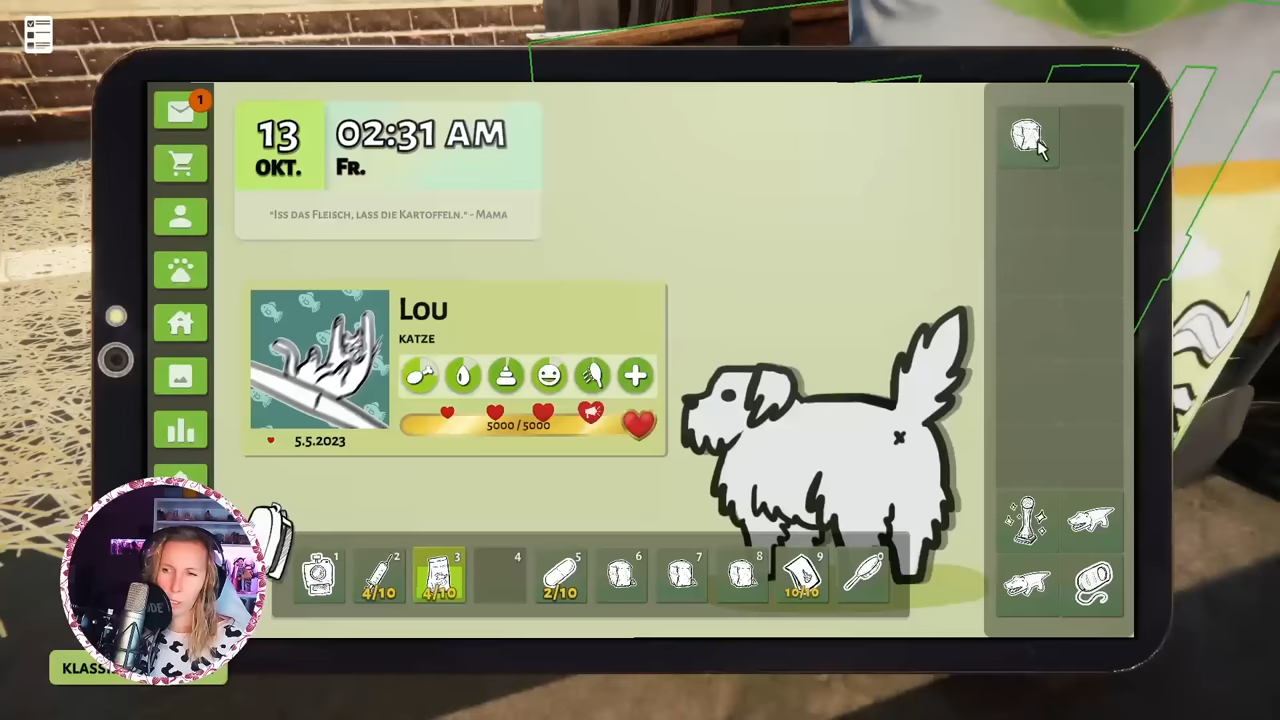 1
13
OKT.
02:31 AM
FR.
"ISS DAS FLEISCH, LASS DIE KARTOFFELN." - MAMA
LOU
KATZE
5000 / 5000
5.5.2023
1
2
4/10
3
4/10
4
5
2/10
6
7
8
9
10/10